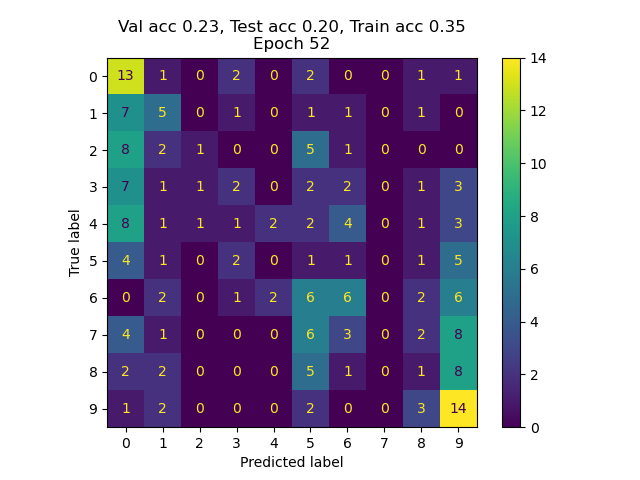 Val acc 0.23, Test acc 0.20, Train acc 0.35
Epoch 52
0 13 1 0 2 0 2 0 0 1 1
1 7 5 0 1 0 1 1 0 1 0
2 8 2 1 0 0 5 1 0 0 0
3 7 1 1 2 0 2 2 0 1 3
4 8 1 1 1 2 2 4 0 1 3
5 4 1 0 2 0 1 1 0 1 5
6 0 2 0 1 2 6 6 0 2 6
7 4 1 0 0 0 6 3 0 2 8
8 2 2 0 0 0 5 1 0 1 8
9 1 2 0 0 0 2 0 0 3 14
0 1 2 3 4 5 6 7 8 9
Predicted label
True label
14
12
10
8
6
4
2
0